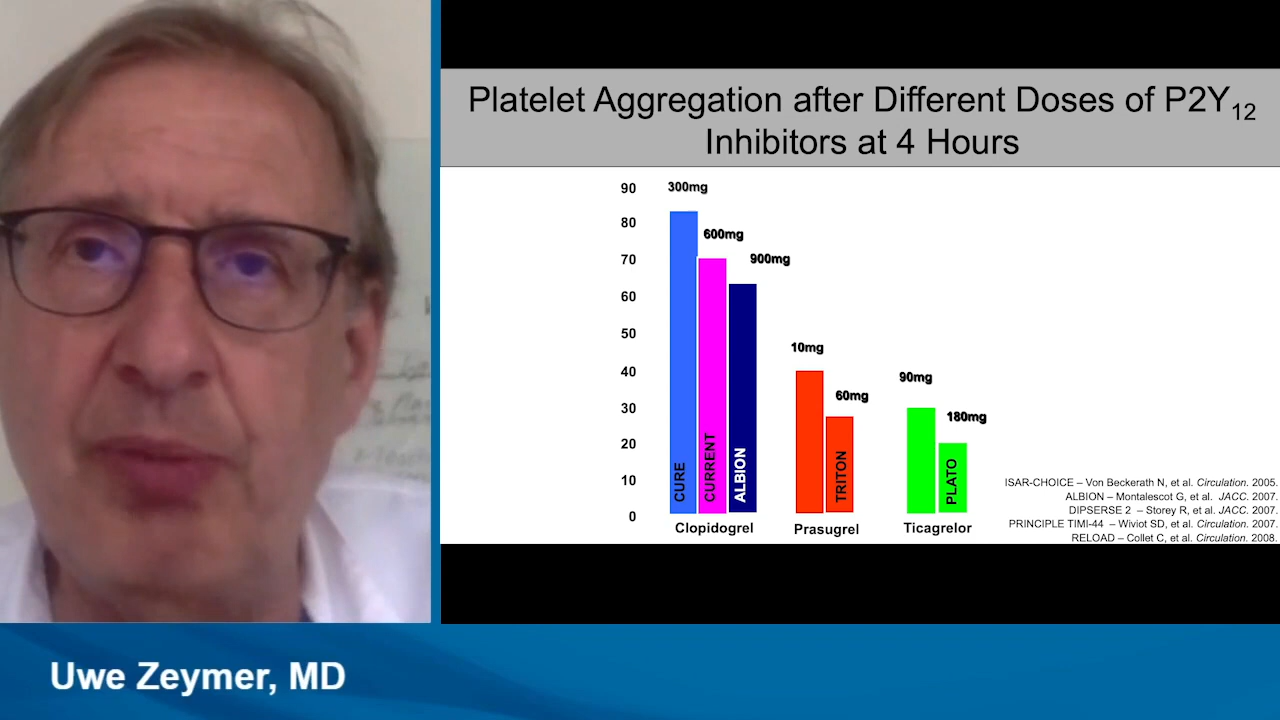 Platelet Aggregation after Different Doses of P2Y12
Inhibitors at 4 Hours
90
80
70
60
50
40
30
20
10
0
300mg
600mg
900mg
10mg
60mg
90mg
180mg
CURE
CURRENT
ALBION
TRITON
PLATO
Clopidogrel
Prasugrel
Ticagrelor
ISAR-CHOICE – Von Beckerath N, et al. Circulation. 2005.
ALBION – Montalescot G, et al. JACC. 2007.
DIPSERSE 2 – Storey R, et al. JACC. 2007.
PRINCIPLE TIMI-44 – Wiviot SD, et al. Circulation. 2007.
RELOAD – Collet C, et al. Circulation. 2008.
Uwe Zeymer, MD